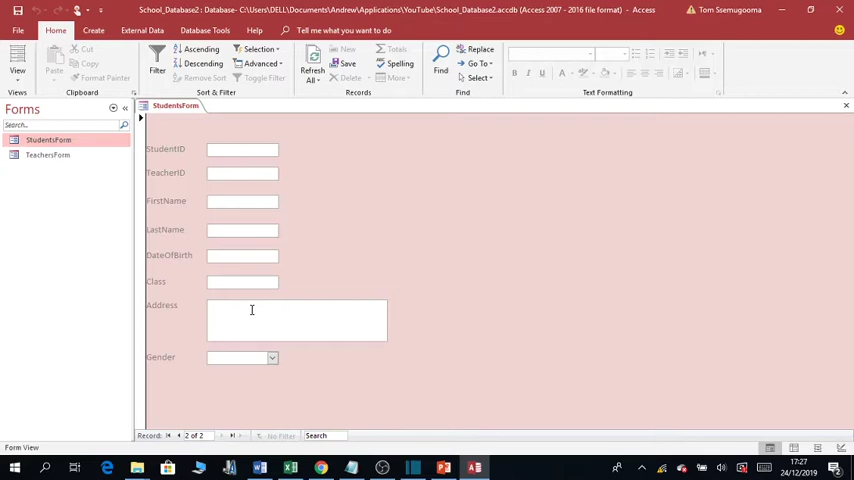 School_Database2 : Database- C:\Users\DELL\Documents\Andrew\Applications\YouTube\School_Database2.accdb (Access 2007 - 2016 file format) - Access
Tom Ssemugooma
File Home Create External Data Database Tools Help Tell me what you want to do
View
Views
Paste
Cut
Copy
Format Painter
Clipboard
Filter
Ascending
Descending
Remove Sort
Selection
Advanced
Toggle Filter
Sort & Filter
Refresh
All
New
Save
Delete
Totals
Spelling
More
Records
Find
Replace
Go To
Select
Find
B I U
A
Text Formatting
Forms
Search...
StudentsForm
TeachersForm
StudentsForm
StudentID
TeacherID
FirstName
LastName
DateOfBirth
Class
Address
Gender
Record: 2 of 2 No Filter Search
Form View
17:27
24/12/2019
2